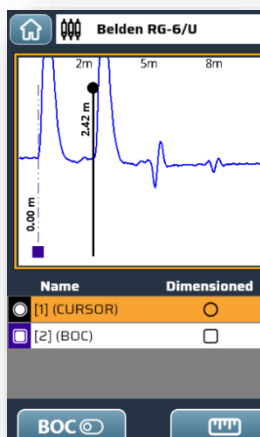 Belden RG-6/U
2m 5m 8m
2.42 m
0.00 m
Name Dimensioned
[1] (CURSOR)
[2] (BOC)
BOC